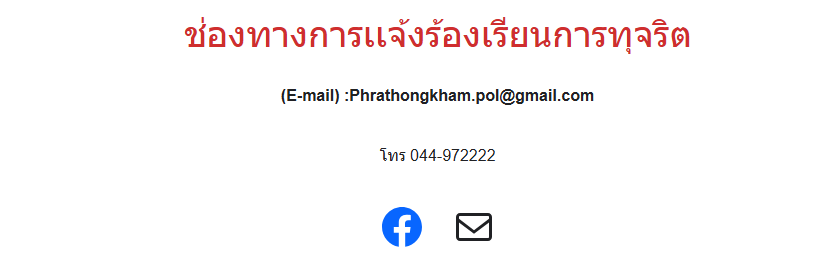 ช่องทางการแจ้งร้องเรียนการทุจริต
(E-mail) :Phrathongkham.pol@gmail.com
โทร 044-972222